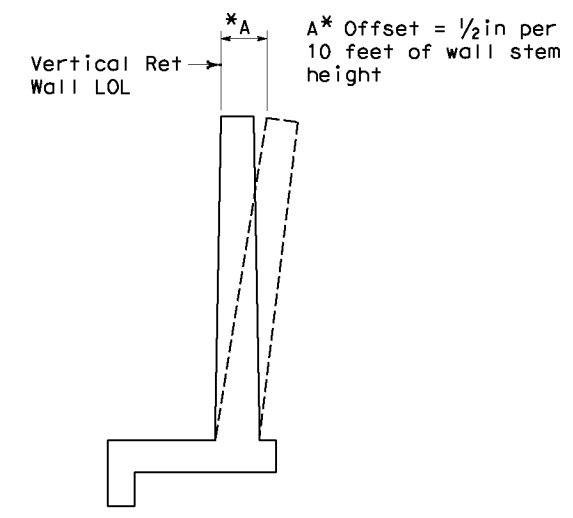 *A
A* Offset = ½in per
10 feet of wall stem
height
Vertical Ret
Wall LOL